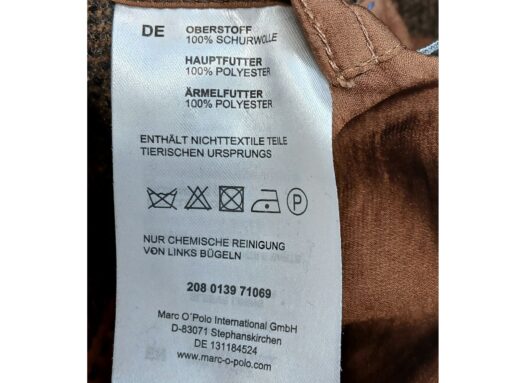 DE OBERSTOFF
100% SCHURWOLLE
HAUPTFUTTER
100% POLYESTER
ÄRMELFUTTER
100% POLYESTER
ENTHÄLT NICHTTEXTILE TEILE
TIERISCHEN URSPRUNGS
P
NUR CHEMISCHE REINIGUNG
VON LINKS BÜGELN
208 0139 71069
Marc O´Polo International GmbH
D-83071 Stephanskirchen
DE 131184524
www.marc-o-polo.com